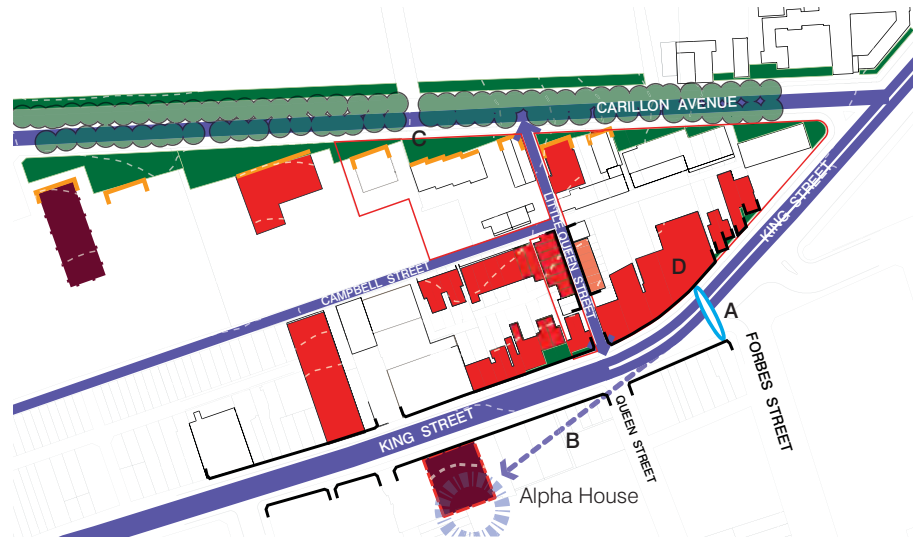 CARILLON AVENUE
C
KING STREET
LITTLE QUEEN STREET
CAMPBELL STREET
D
A
FORBES STREET
QUEEN STREET
KING STREET
B
Alpha House